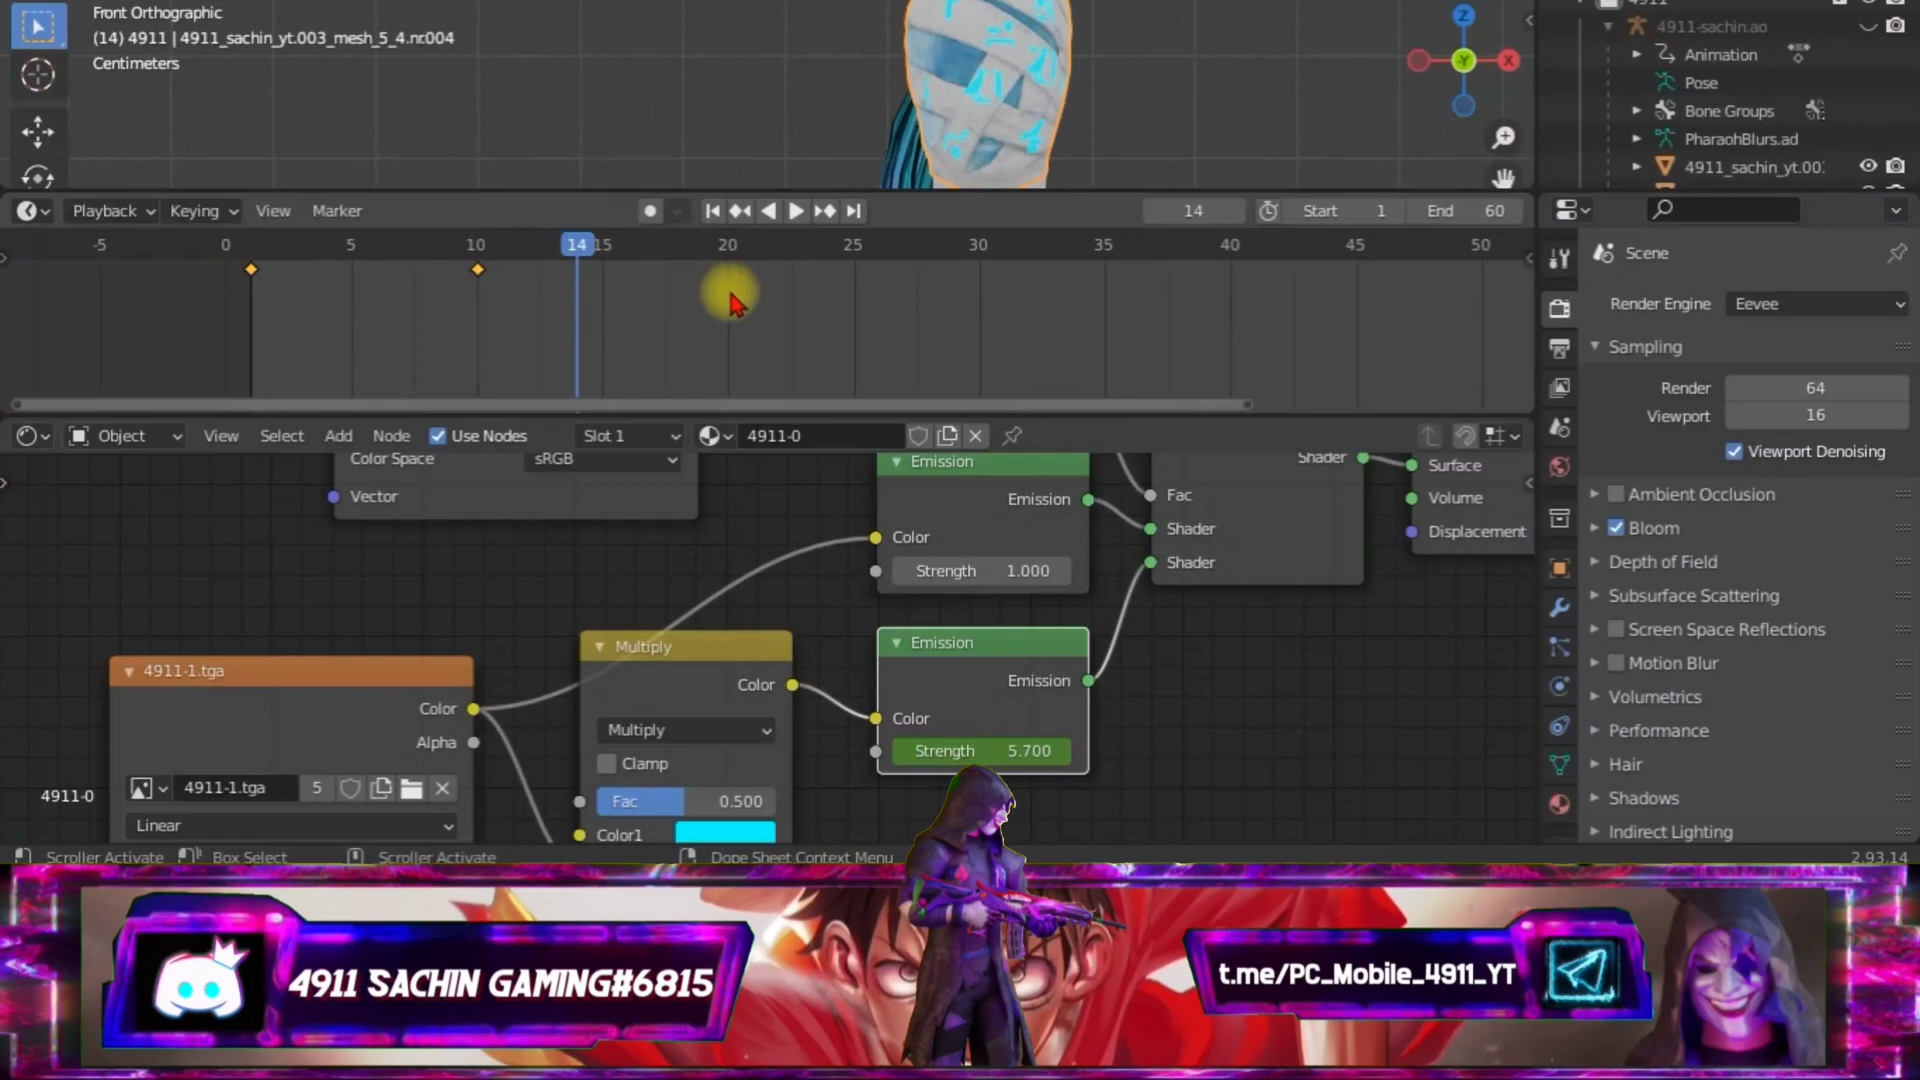 Front Orthographic
(14) 4911 | 4911_sachin_yt.003_mesh_5_4.nr.004
Centimeters
Z
-Y
X
4911
4911-sachin.ao
Animation
Pose
Bone Groups
PharaohBlurs.ad
4911_sachin_yt.00
Playback
Keying
View
Marker
14
Start 1
End 60
-5 0 5 10 14 15 20 25 30 35 40 45 50
Scene
Render Engine Eevee
Sampling
Render 64
Viewport 16
Viewport Denoising
Ambient Occlusion
Bloom
Depth of Field
Subsurface Scattering
Screen Space Reflections
Motion Blur
Volumetrics
Performance
Hair
Shadows
Indirect Lighting
Object View Select Add Node Use Nodes Slot 1 4911-0
Color Space sRGB
Vector
Emission
Emission
Color
Strength 1.000
Shader
Fac
Shader
Shader
Surface
Volume
Displacement
4911-1.tga
Color
Alpha
4911-1.tga 5
Linear
Multiply
Color
Multiply
Clamp
Fac 0.500
Color1
Emission
Emission
Color
Strength 5.700
4911-0
Scroller Activate Box Select Scroller Activate Dope Sheet Context Menu 2.93.14
4911 SACHIN GAMING#6815
t.me/PC_Mobile_4911_YT